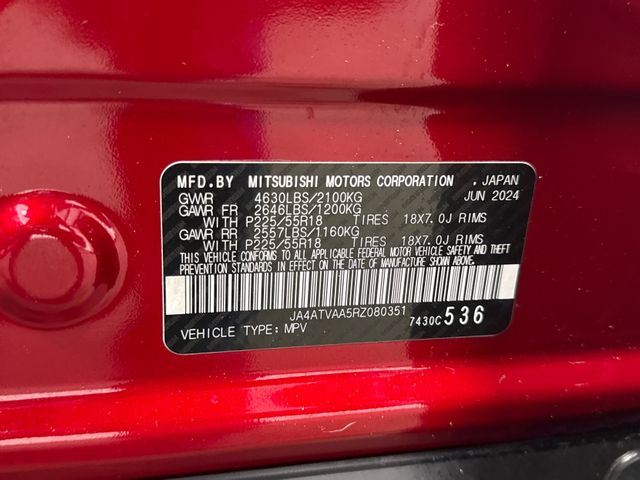 MFD.BY MITSUBISHI MOTORS CORPORATION , JAPAN
GVWR 4630LBS/2100KG JUN 2024
GAWR FR 2646LBS/1200KG
WITH P225/55R18 TIRES 18X7.0J RIMS
GAWR RR 2557LBS/1160KG
WITH P225/55R18 TIRES 18X7.0J RIMS
THIS VEHICLE CONFORMS TO ALL APPLICABLE FEDERAL MOTOR VEHICLE SAFETY AND THEFT
PREVENTION STANDARDS IN EFFECT ON THE DATE OF MANUFACTURE SHOWN ABOVE.
JA4ATVAA5RZ080351
VEHICLE TYPE: MPV 7430C 536